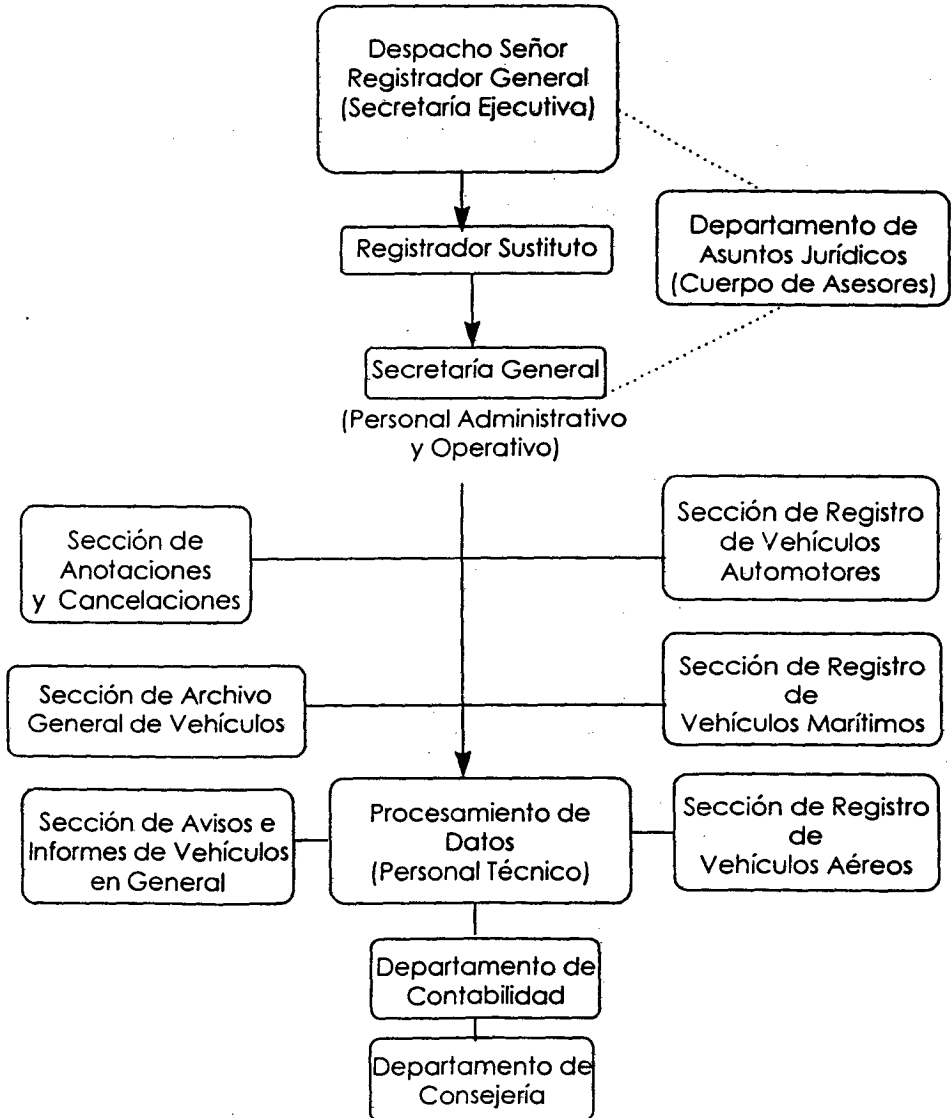 Despacho Señor
Registrador General
(Secretaría Ejecutiva)
Departamento de
Asuntos Jurídicos
(Cuerpo de Asesores)
Registrador Sustituto
Secretaría General
(Personal Administrativo
y Operativo)
Sección de
Anotaciones
y Cancelaciones
Sección de Registro
de Vehículos
Automotores
Sección de Archivo
General de Vehículos
Sección de Registro
de
Vehículos Marítimos
Sección de Avisos e
Informes de Vehículos
en General
Procesamiento de
Datos
(Personal Técnico)
Sección de Registro
de
Vehículos Aéreos
Departamento de
Contabilidad
Departamento de
Consejería